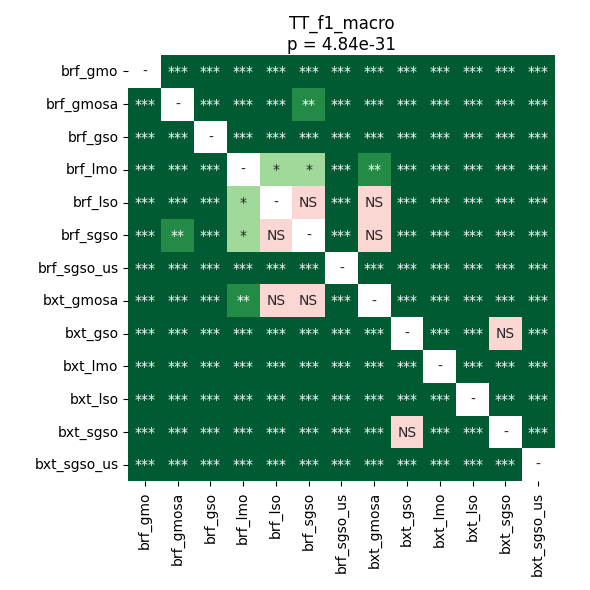 TT_f1_macro
p = 4.84e-31
brf_gmo - *** *** *** *** *** *** *** *** *** *** *** ***
brf_gmosa *** - *** *** *** ** *** *** *** *** *** *** ***
brf_gso *** *** - *** *** *** *** *** *** *** *** *** ***
brf_lmo *** *** *** - * * *** ** *** *** *** *** ***
brf_lso *** *** *** * - NS *** NS *** *** *** *** ***
brf_sgso *** ** *** * NS - *** NS *** *** *** *** ***
brf_sgso_us *** *** *** *** *** *** - *** *** *** *** *** ***
bxt_gmosa *** *** *** ** NS NS *** - *** *** *** *** ***
bxt_gso *** *** *** *** *** *** *** *** - *** *** NS ***
bxt_lmo *** *** *** *** *** *** *** *** *** - *** *** ***
bxt_lso *** *** *** *** *** *** *** *** *** *** - *** ***
bxt_sgso *** *** *** *** *** *** *** *** NS *** *** - ***
bxt_sgso_us *** *** *** *** *** *** *** *** *** *** *** *** -
brf_gmo brf_gmosa brf_gso brf_lmo brf_lso brf_sgso brf_sgso_us bxt_gmosa bxt_gso bxt_lmo bxt_lso bxt_sgso bxt_sgso_us